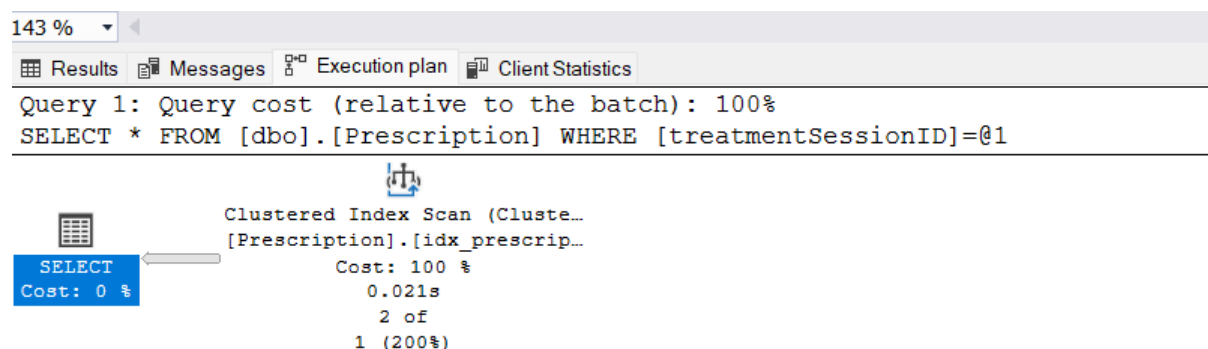 143 %
Results Messages Execution plan Client Statistics
Query 1: Query cost (relative to the batch): 100%
SELECT * FROM [dbo].[Prescription] WHERE [treatmentSessionID]=@1
Clustered Index Scan (Cluste…
[Prescription].[idx_prescrip…
Cost: 100 %
0.021s
2 of
1 (200%)
SELECT
Cost: 0 %